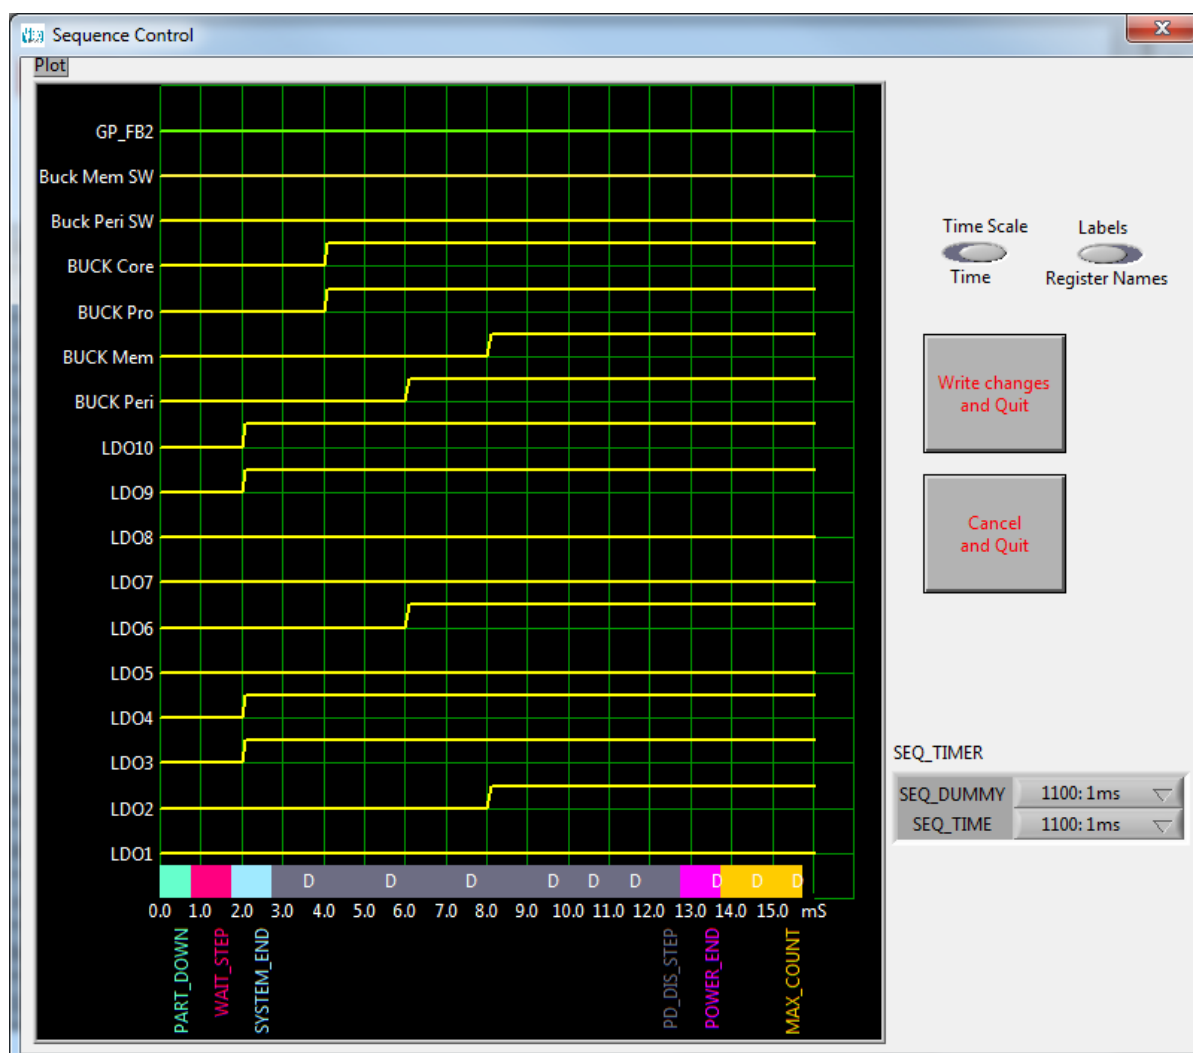 Sequence Control
x
Plot
GP_FB2
Buck Mem SW
Buck Peri SW
BUCK Core
BUCK Pro
BUCK Mem
BUCK Peri
LDO10
LDO9
LDO8
LDO7
LDO6
LDO5
LDO4
LDO3
LDO2
LDO1
D D D D D D D D D
0.0 1.0 2.0 3.0 4.0 5.0 6.0 7.0 8.0 9.0 10.0 11.0 12.0 13.0 14.0 15.0 mS
PART_DOWN
WAIT_STEP
SYSTEM_END
PD_DIS_STEP
POWER_END
MAX_COUNT
Time Scale
Time
Labels
Register Names
Write changes
and Quit
Cancel
and Quit
SEQ_TIMER
SEQ_DUMMY 1100: 1ms
SEQ_TIME 1100: 1ms